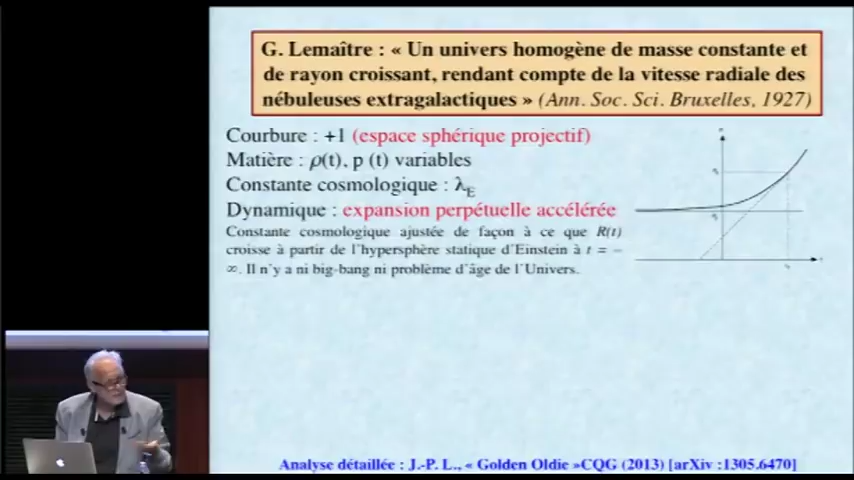 G. Lemaître : « Un univers homogène de masse constante et
de rayon croissant, rendant compte de la vitesse radiale des
nébuleuses extragalactiques » (Ann. Soc. Sci. Bruxelles, 1927)
Courbure : +1 (espace sphérique projectif)
Matière : ρ(t), p (t) variables
Constante cosmologique : λE
Dynamique : expansion perpétuelle accélérée
Constante cosmologique ajustée de façon à ce que R(t)
croisse à partir de l'hypersphère statique d'Einstein à t = –
∞. Il n'y a ni big-bang ni problème d'âge de l'Univers.
Analyse détaillée : J.-P. L., « Golden Oldie »CQG (2013) [arXiv :1305.6470]